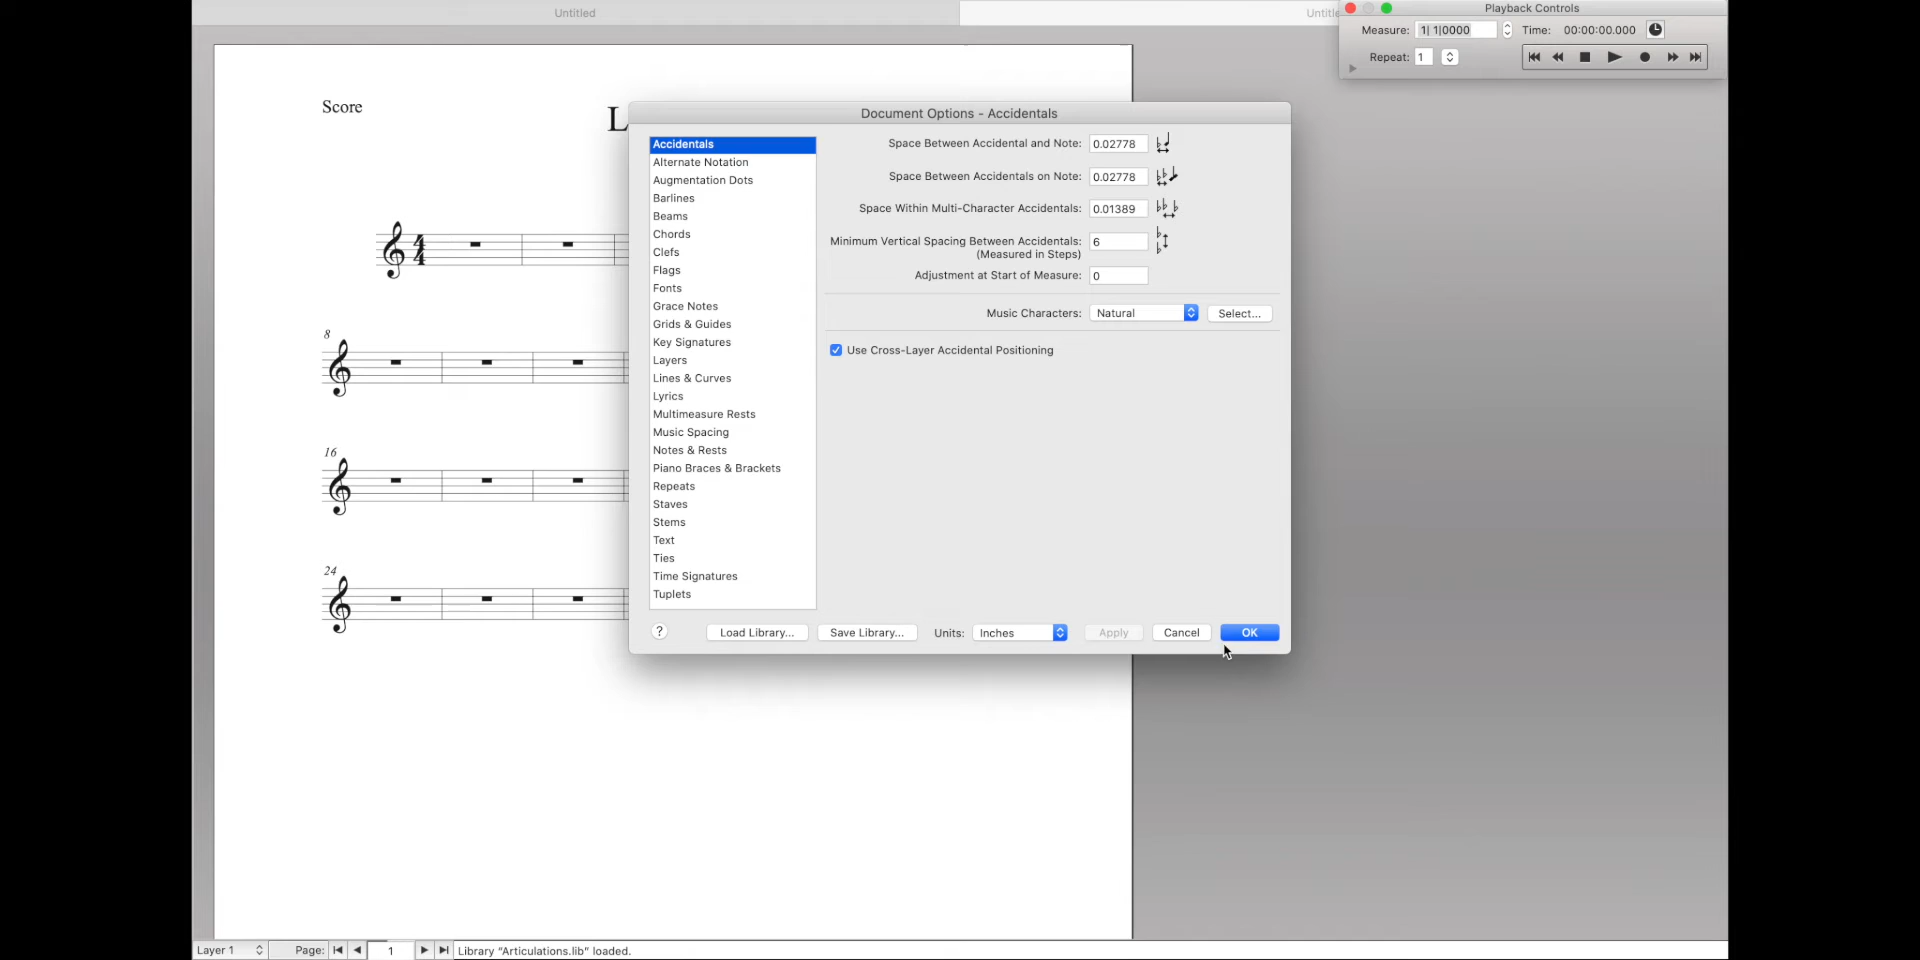 Untitled
Playback Controls
Measure: 1| 1|0000 Time: 00:00:00.000
Repeat: 1
Score
8
16
24
Document Options - Accidentals
Accidentals
Alternate Notation
Augmentation Dots
Barlines
Beams
Chords
Clefs
Flags
Fonts
Grace Notes
Grids & Guides
Key Signatures
Layers
Lines & Curves
Lyrics
Multimeasure Rests
Music Spacing
Notes & Rests
Piano Braces & Brackets
Repeats
Staves
Stems
Text
Ties
Time Signatures
Tuplets
Space Between Accidental and Note: 0.02778
Space Between Accidentals on Note: 0.02778
Space Within Multi-Character Accidentals: 0.01389
Minimum Vertical Spacing Between Accidentals: 6
(Measured in Steps)
Adjustment at Start of Measure: 0
Music Characters: Natural Select...
Use Cross-Layer Accidental Positioning
? Load Library... Save Library... Units: Inches Apply Cancel OK
Layer 1 Page: 1 Library "Articulations.lib" loaded.